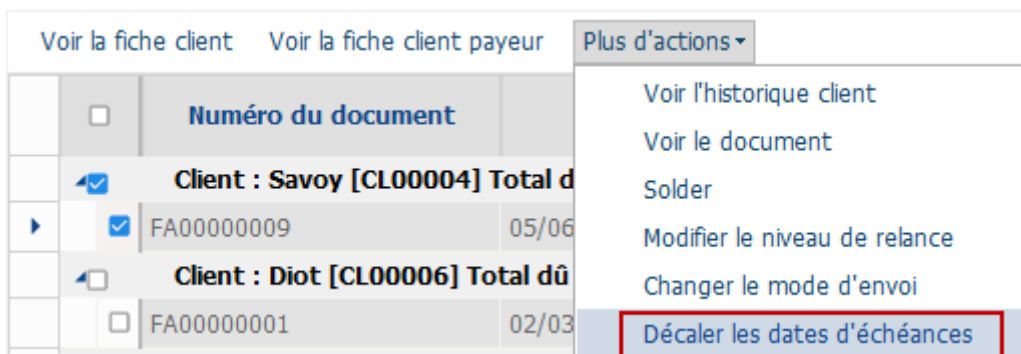 Voir la fiche client Voir la fiche client payeur Plus d'actions
Voir l'historique client
Numéro du document
Voir le document
Client : Savoy [CL00004] Total d
Solder
FA00000009 05/06
Modifier le niveau de relance
Client : Diot [CL00006] Total dû
Changer le mode d'envoi
FA00000001 02/03
Décaler les dates d'échéances